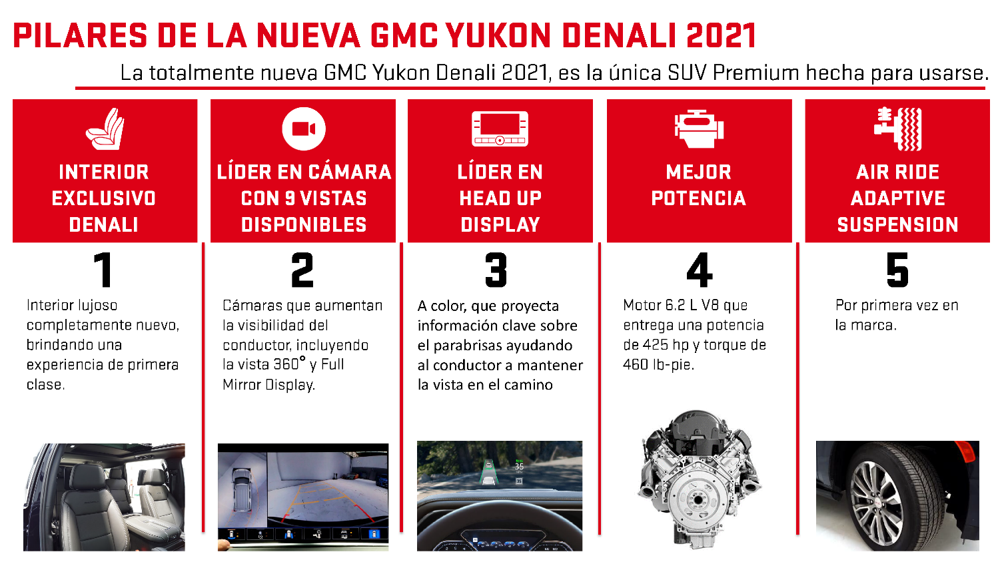 PILARES DE LA NUEVA GMC YUKON DENALI 2021
La totalmente nueva GMC Yukon Denali 2021, es la única SUV Premium hecha para usarse.
INTERIOR
EXCLUSIVO
DENALI
1
Interior lujoso
completamente nuevo,
brindando una
experiencia de primera
clase.
LÍDER EN CÁMARA
CON 9 VISTAS
DISPONIBLES
2
Cámaras que aumentan
la visibilidad del
conductor, incluyendo
la vista 360° y Full
Mirror Display.
LÍDER EN
HEAD UP
DISPLAY
3
A color, que proyecta
información clave sobre
el parabrisas ayudando
al conductor a mantener
la vista en el camino
35
35
MEJOR
POTENCIA
4
Motor 6.2 L V8 que
entrega una potencia
de 425 hp y torque de
460 lb-pie.
AIR RIDE
ADAPTIVE
SUSPENSION
5
Por primera vez en
la marca.